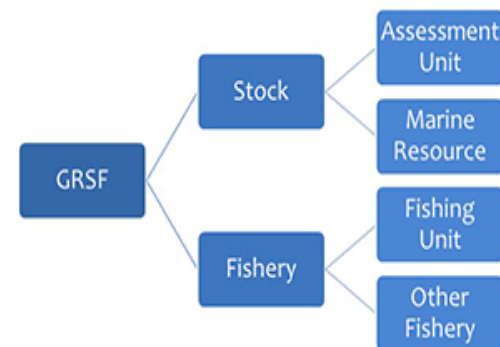 GRSF
Stock
Assessment
Unit
Marine
Resource
Fishery
Fishing
Unit
Other
Fishery